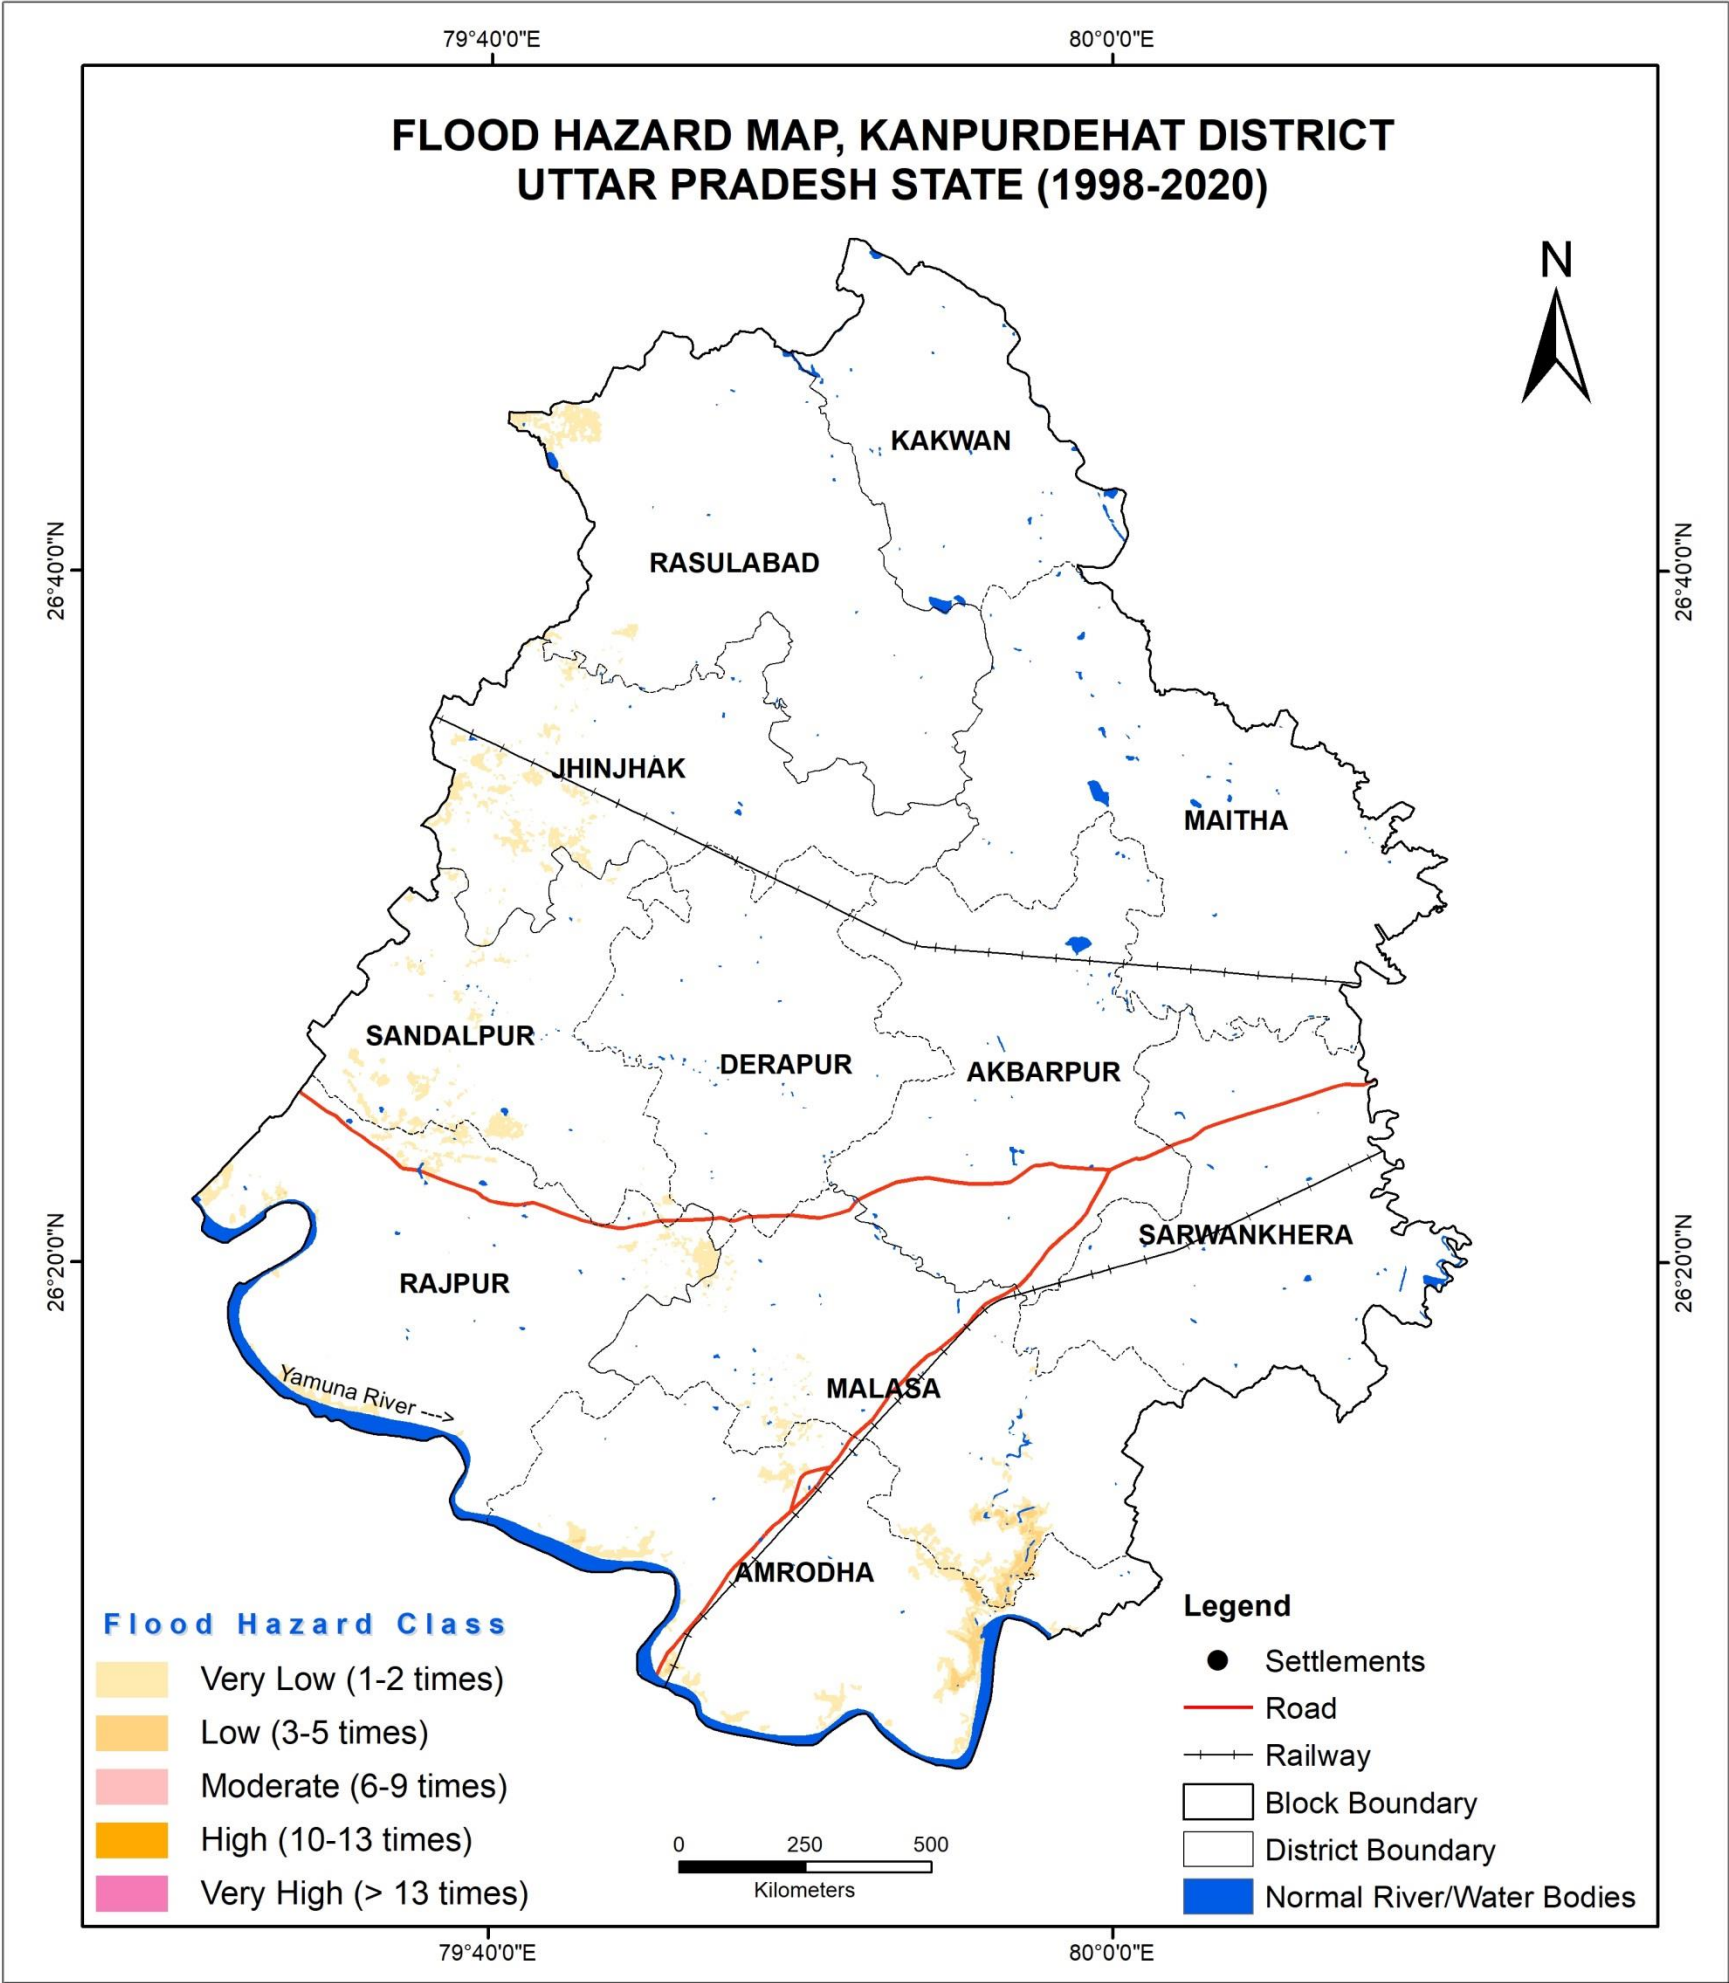 79°40'0"E
80°0'0"E
FLOOD HAZARD MAP, KANPURDEHAT DISTRICT
UTTAR PRADESH STATE (1998-2020)
N
KAKWAN
26°40'0"N
26°40'0"N
RASULABAD
JHINJHAK
MAITHA
SANDALPUR
DERAPUR
AKBARPUR
SARWANKHERA
26°20'0"N
26°20'0"N
RAJPUR
Yamuna River
MALASA
AMRODHA
Flood Hazard Class
Very Low (1-2 times)
Low (3-5 times)
Moderate (6-9 times)
High (10-13 times)
Very High (> 13 times)
0 250 500
Kilometers
Legend
Settlements
Road
Railway
Block Boundary
District Boundary
Normal River/Water Bodies
79°40'0"E
80°0'0"E